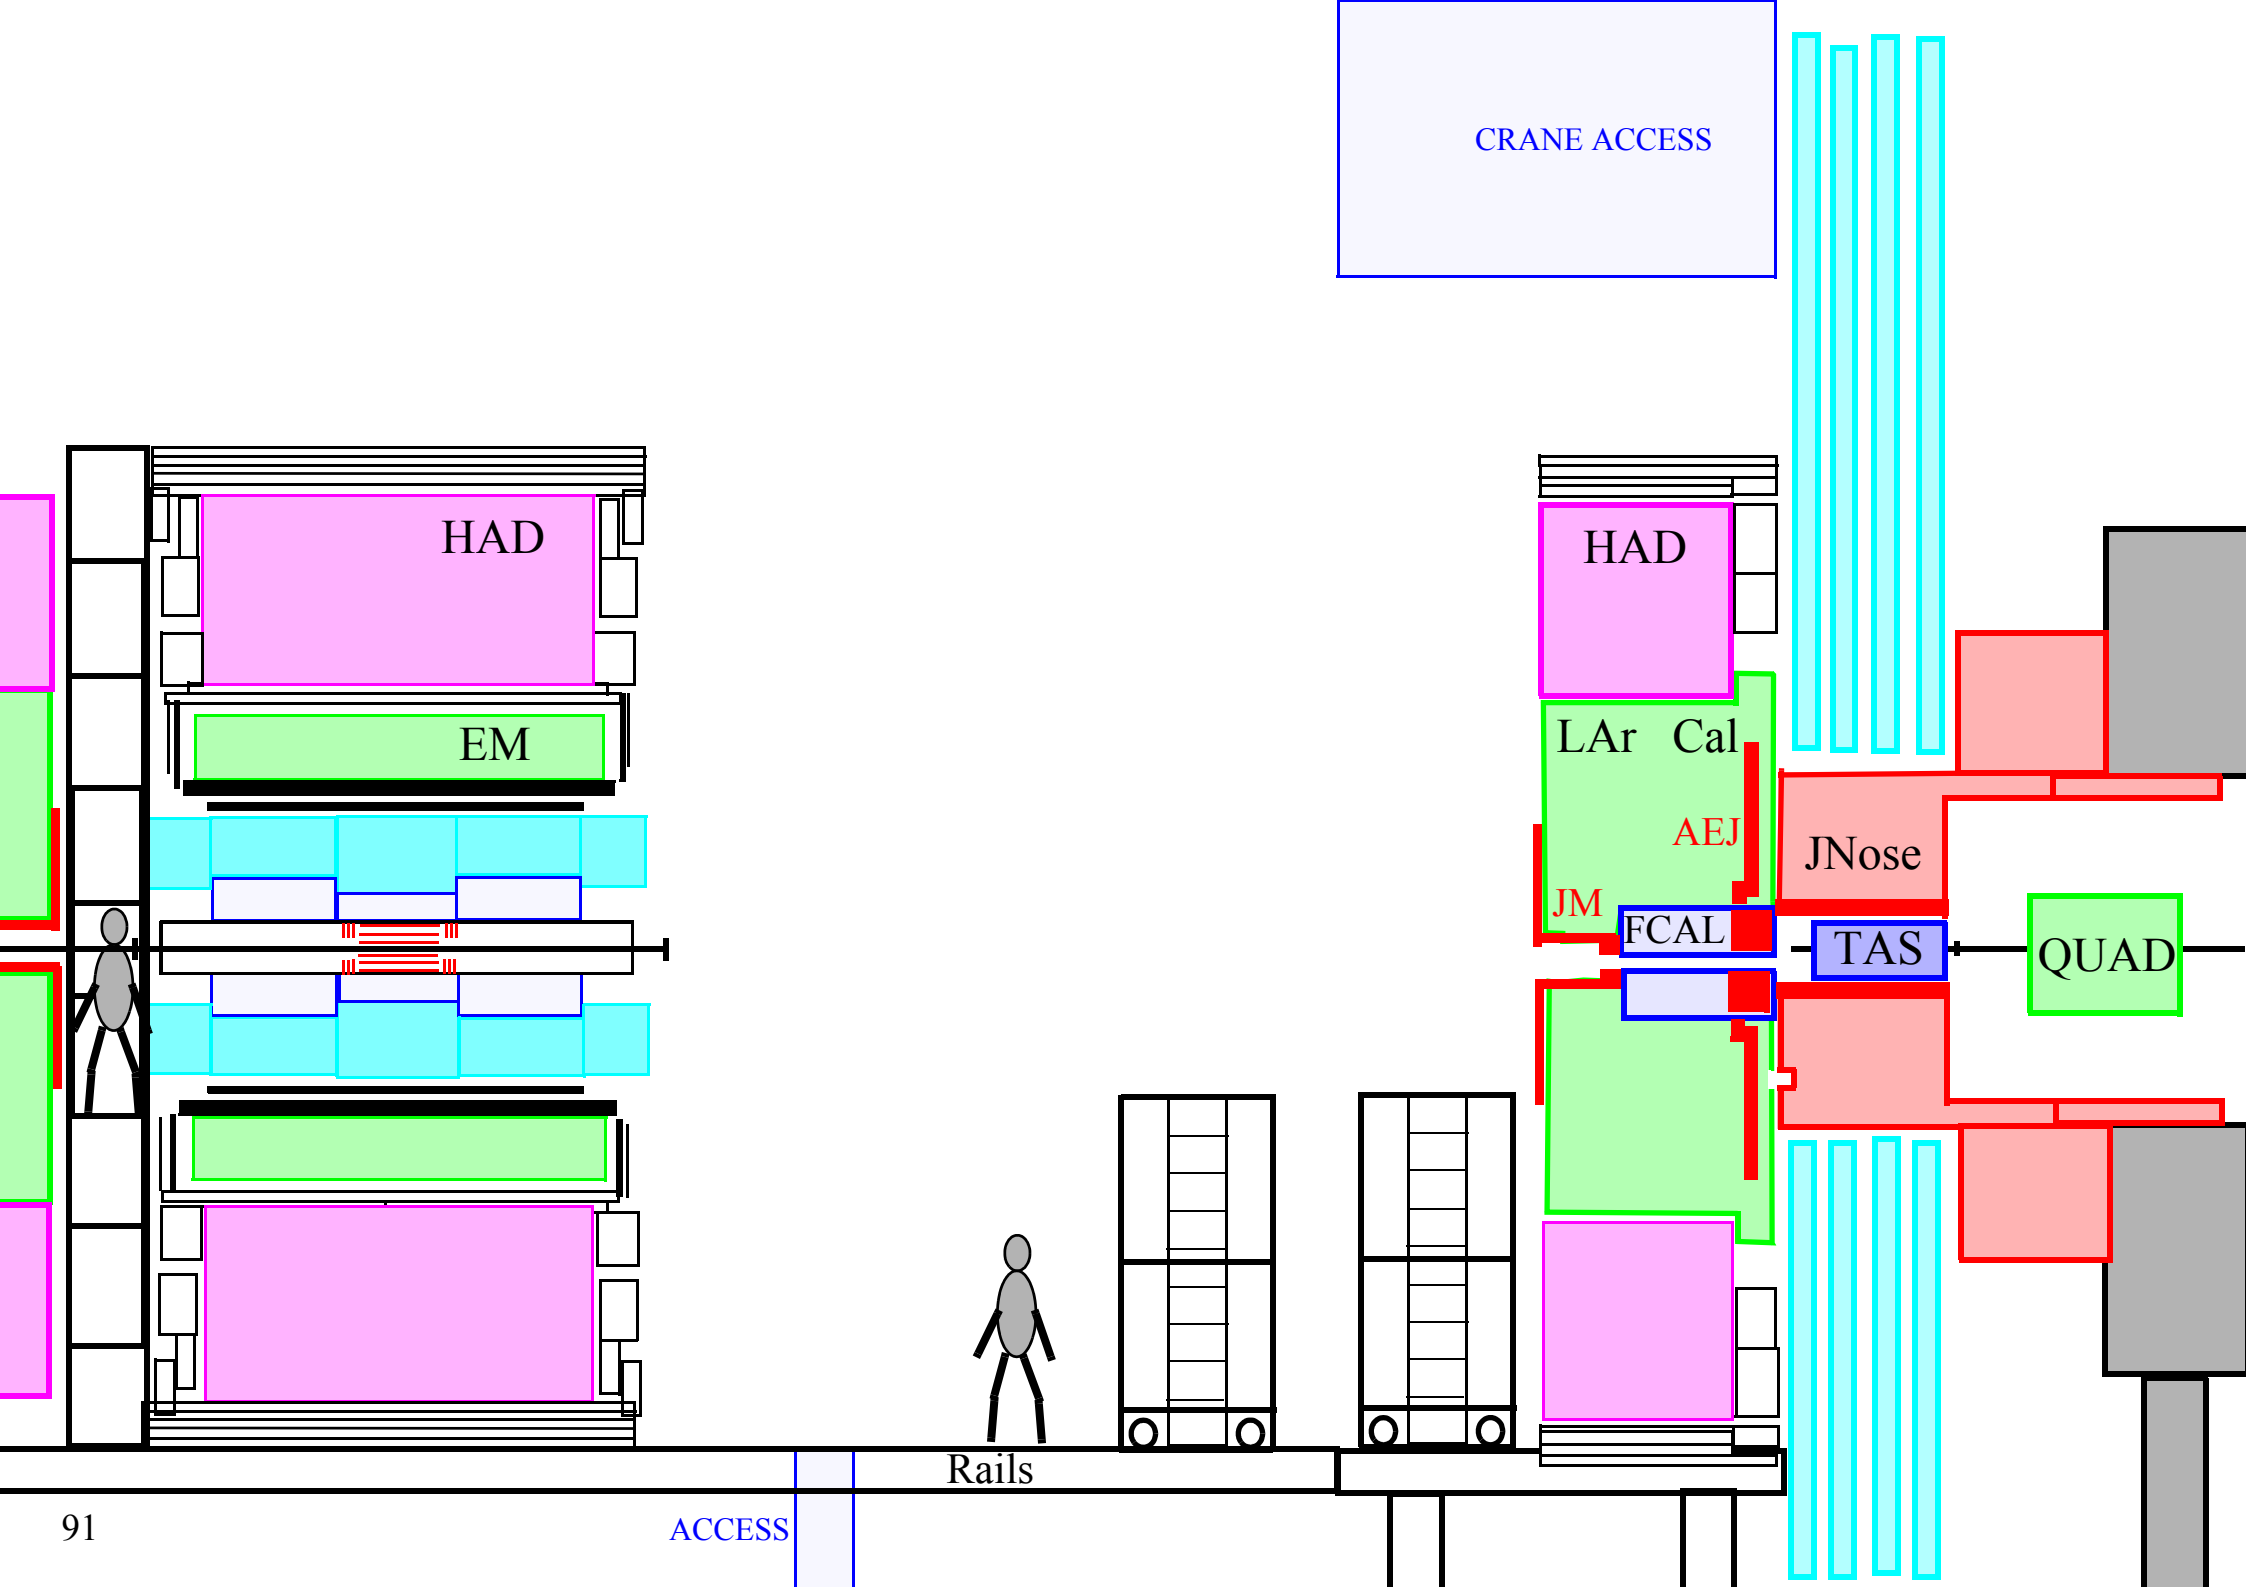 CRANE ACCESS
HAD
HAD
EM
LAr Cal
AEJ
JNose
JM
FCAL
TAS
QUAD
Rails
91
ACCESS